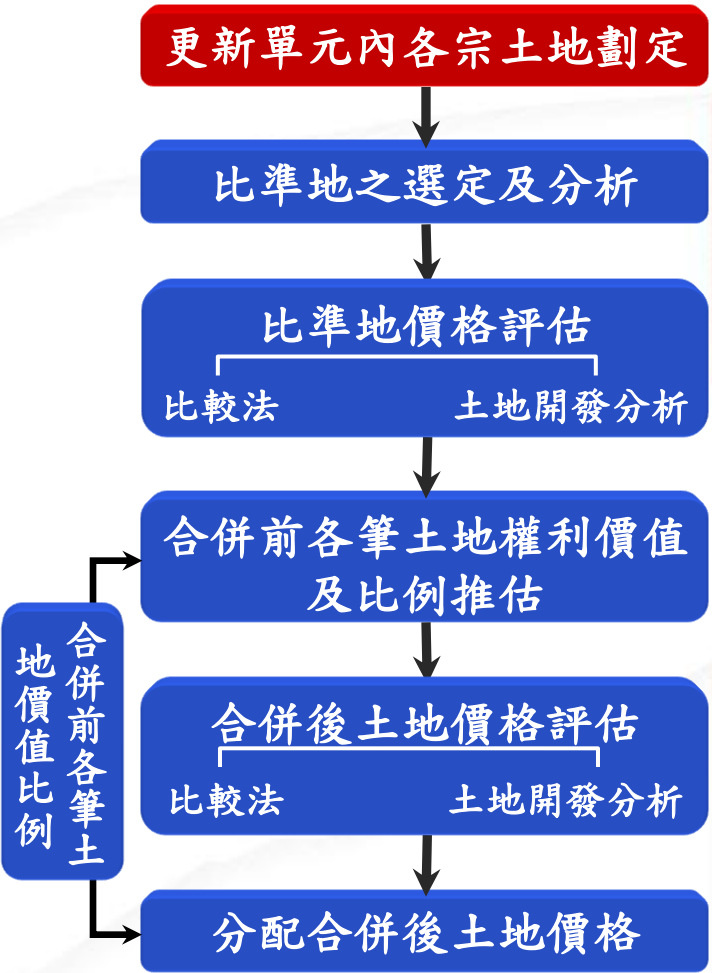 更新單元內各宗土地劃定
比準地之選定及分析
比準地價格評估
比較法
土地開發分析
合併前各筆土地權利價值
及比例推估
合併前各筆土
地價值比例
合併後土地價格評估
比較法
土地開發分析
分配合併後土地價格